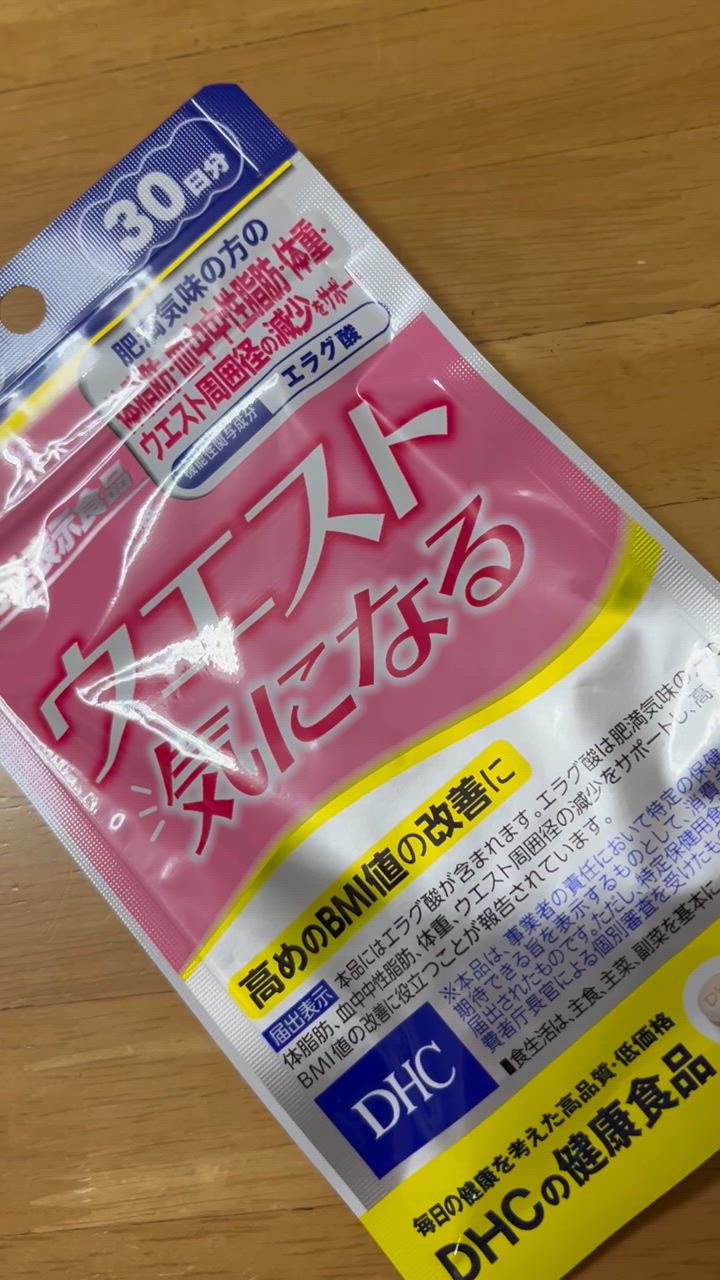 30日分
肥満気味の方の
体脂肪・血中中性脂肪・体重・
ウエスト周囲径の減少をサポー
機能性関与成分 エラグ酸
表示食品
ウエスト
気になる
高めのBMI値の改善に
届出表示 本品にはエラグ酸が含まれます。エラグ酸は肥満気味の
体脂肪、血中中性脂肪、体重、ウエスト周囲径の減少をサポートし、高
BMI値の改善に役立つことが報告されています。
※本品は、事業者の責任において特定の保健
期待できる旨を表示するものとして、消費
届出されたものです。ただし、特定保健用食
費者庁長官による個別審査を受けたも
■食生活は、主食、主菜、副菜を基本に
DHC
毎日の健康を考えた高品質・低価格
DHCの健康食品